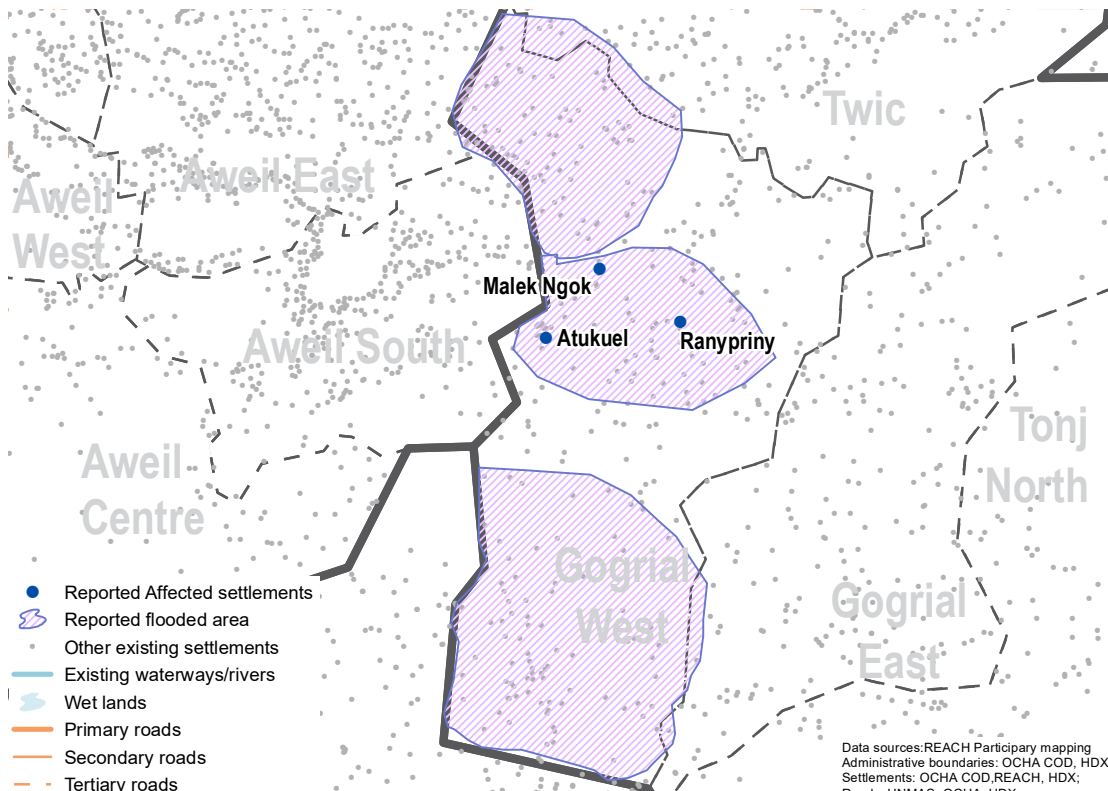 Twic
Aweil East
Aweil
West
Malek Ngok
Atukuel
Ranypriny
Aweil South
Tonj
North
Aweil
Centre
Gogrial
West
Gogrial
East
Reported Affected settlements
Reported flooded area
Other existing settlements
Existing waterways/rivers
Wet lands
Primary roads
Secondary roads
Tertiary roads
Data sources:REACH Participary mapping
Administrative boundaries: OCHA COD, HDX
Settlements: OCHA COD,REACH, HDX;